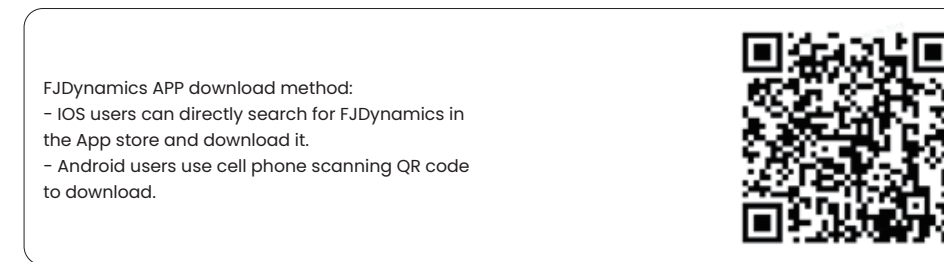 FJDynamics APP download method:
- IOS users can directly search for FJDynamics in
the App store and download it.
- Android users use cell phone scanning QR code
to download.